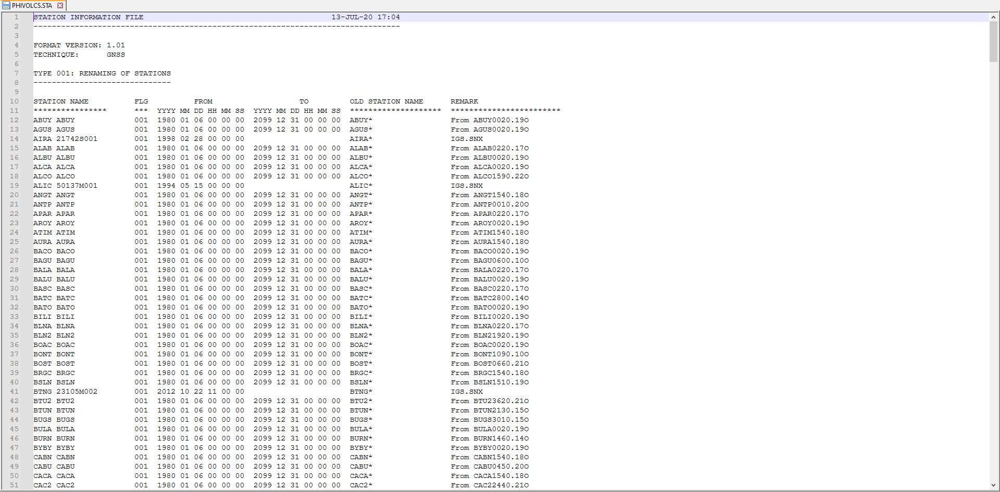 PHIVOLCS.STA
1 STATION INFORMATION FILE                                         13-JUL-20 17:04
2 --------------------------------------------------------------------------------
3
4 FORMAT VERSION: 1.01
5 TECHNIQUE:      GNSS
6
7 TYPE 001: RENAMING OF STATIONS
8 ------------------------------
9
10 STATION NAME          FLG          FROM                   TO         OLD STATION NAME      REMARK
11 ****************      ***  YYYY MM DD HH MM SS  YYYY MM DD HH MM SS  ********************  ************************
12 ABUY ABUY             001  1980 01 06 00 00 00  2099 12 31 00 00 00  ABUY*                 From ABUY0020.19O
13 AGUS AGUS             001  1980 01 06 00 00 00  2099 12 31 00 00 00  AGUS*                 From AGUS0020.19O
14 AIRA 21742S001        001  1998 02 28 00 00 00                       AIRA*                 IGS.SNX
15 ALAB ALAB             001  1980 01 06 00 00 00  2099 12 31 00 00 00  ALAB*                 From ALAB0220.17O
16 ALBU ALBU             001  1980 01 06 00 00 00  2099 12 31 00 00 00  ALBU*                 From ALBU0020.19O
17 ALCA ALCA             001  1980 01 06 00 00 00  2099 12 31 00 00 00  ALCA*                 From ALCA0020.19O
18 ALCO ALCO             001  1980 01 06 00 00 00  2099 12 31 00 00 00  ALCO*                 From ALCO1590.22O
19 ALIC 50137M001        001  1994 05 15 00 00 00                       ALIC*                 IGS.SNX
20 ANGT ANGT             001  1980 01 06 00 00 00  2099 12 31 00 00 00  ANGT*                 From ANGT1540.18O
21 ANTP ANTP             001  1980 01 06 00 00 00  2099 12 31 00 00 00  ANTP*                 From ANTP0010.20O
22 APAR APAR             001  1980 01 06 00 00 00  2099 12 31 00 00 00  APAR*                 From APAR0220.17O
23 AROY AROY             001  1980 01 06 00 00 00  2099 12 31 00 00 00  AROY*                 From AROY0020.19O
24 ATIM ATIM             001  1980 01 06 00 00 00  2099 12 31 00 00 00  ATIM*                 From ATIM1540.18O
25 AURA AURA             001  1980 01 06 00 00 00  2099 12 31 00 00 00  AURA*                 From AURA1540.18O
26 BACO BACO             001  1980 01 06 00 00 00  2099 12 31 00 00 00  BACO*                 From BACO0020.19O
27 BAGU BAGU             001  1980 01 06 00 00 00  2099 12 31 00 00 00  BAGU*                 From BAGU0600.10O
28 BALA BALA             001  1980 01 06 00 00 00  2099 12 31 00 00 00  BALA*                 From BALA0220.17O
29 BALU BALU             001  1980 01 06 00 00 00  2099 12 31 00 00 00  BALU*                 From BALU0020.19O
30 BASC BASC             001  1980 01 06 00 00 00  2099 12 31 00 00 00  BASC*                 From BASC0220.17O
31 BATC BATC             001  1980 01 06 00 00 00  2099 12 31 00 00 00  BATC*                 From BATC2800.14O
32 BATO BATO             001  1980 01 06 00 00 00  2099 12 31 00 00 00  BATO*                 From BATO0020.19O
33 BILI BILI             001  1980 01 06 00 00 00  2099 12 31 00 00 00  BILI*                 From BILI0020.19O
34 BLNA BLNA             001  1980 01 06 00 00 00  2099 12 31 00 00 00  BLNA*                 From BLNA0220.17O
35 BLN2 BLN2             001  1980 01 06 00 00 00  2099 12 31 00 00 00  BLN2*                 From BLN21920.19O
36 BOAC BOAC             001  1980 01 06 00 00 00  2099 12 31 00 00 00  BOAC*                 From BOAC0020.19O
37 BONT BONT             001  1980 01 06 00 00 00  2099 12 31 00 00 00  BONT*                 From BONT1090.10O
38 BOST BOST             001  1980 01 06 00 00 00  2099 12 31 00 00 00  BOST*                 From BOST0660.21O
39 BRGC BRGC             001  1980 01 06 00 00 00  2099 12 31 00 00 00  BRGC*                 From BRGC1540.18O
40 BSLN BSLN             001  1980 01 06 00 00 00  2099 12 31 00 00 00  BSLN*                 From BSLN1510.19O
41 BTNG 23105M002        001  2012 10 22 11 00 00                       BTNG*                 IGS.SNX
42 BTU2 BTU2             001  1980 01 06 00 00 00  2099 12 31 00 00 00  BTU2*                 From BTU23620.21O
43 BTUN BTUN             001  1980 01 06 00 00 00  2099 12 31 00 00 00  BTUN*                 From BTUN2130.15O
44 BUGS BUGS             001  1980 01 06 00 00 00  2099 12 31 00 00 00  BUGS*                 From BUGS3010.15O
45 BULA BULA             001  1980 01 06 00 00 00  2099 12 31 00 00 00  BULA*                 From BULA0020.19O
46 BURN BURN             001  1980 01 06 00 00 00  2099 12 31 00 00 00  BURN*                 From BURN1460.14O
47 BYBY BYBY             001  1980 01 06 00 00 00  2099 12 31 00 00 00  BYBY*                 From BYBY0020.19O
48 CABN CABN             001  1980 01 06 00 00 00  2099 12 31 00 00 00  CABN*                 From CABN1540.18O
49 CABU CABU             001  1980 01 06 00 00 00  2099 12 31 00 00 00  CABU*                 From CABU0450.20O
50 CACA CACA             001  1980 01 06 00 00 00  2099 12 31 00 00 00  CACA*                 From CACA1540.18O
51 CAC2 CAC2             001  1980 01 06 00 00 00  2099 12 31 00 00 00  CAC2*                 From CAC22440.21O